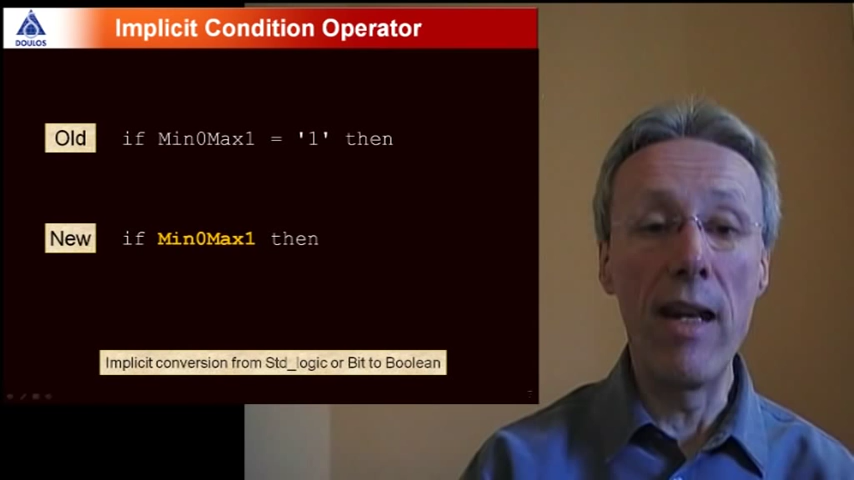 DOULOS
Implicit Condition Operator
Old
if Min0Max1 = '1' then
New
if Min0Max1 then
Implicit conversion from Std_logic or Bit to Boolean